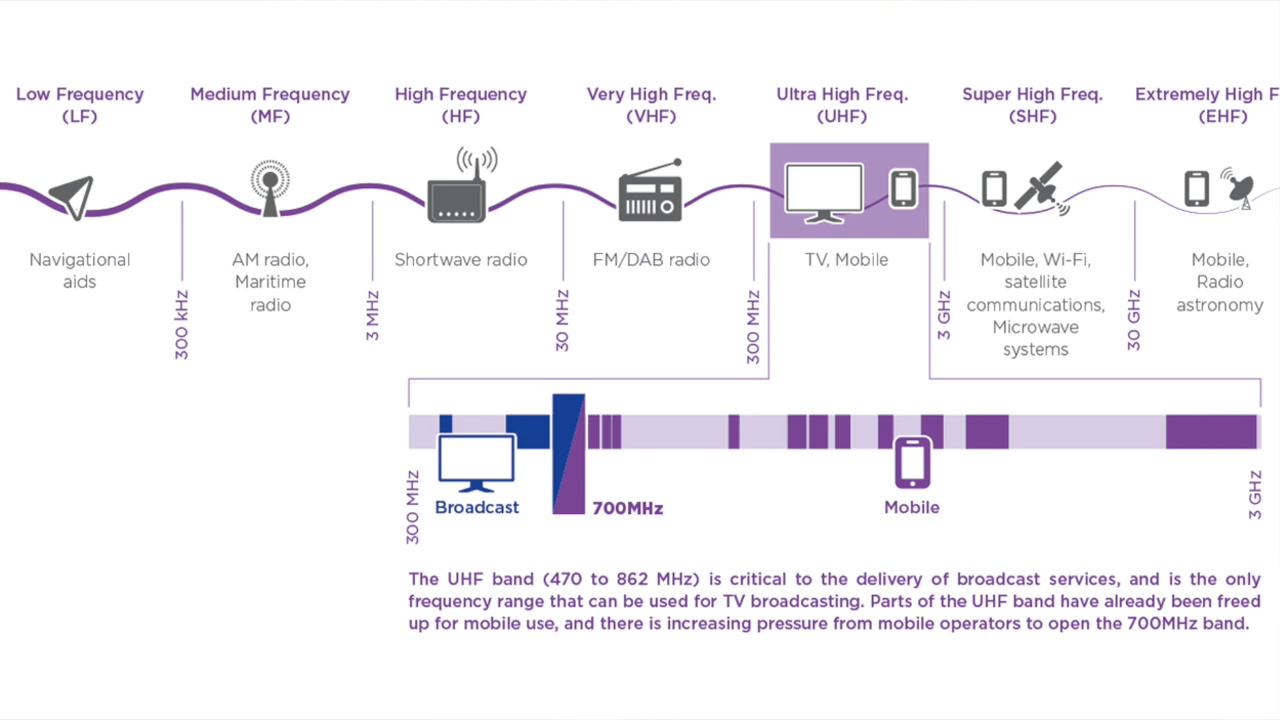 Low Frequency
(LF)
Medium Frequency
(MF)
High Frequency
(HF)
Very High Freq.
(VHF)
Ultra High Freq.
(UHF)
Super High Freq.
(SHF)
Extremely High F
(EHF)
Navigational
aids
AM radio,
Maritime
radio
Shortwave radio
FM/DAB radio
TV, Mobile
Mobile, Wi-Fi,
satellite
communications,
Microwave
systems
Mobile,
Radio
astronomy
300 kHz
3 MHz
30 MHz
300 MHz
3 GHz
30 GHz
300 MHz
Broadcast
700MHz
Mobile
3 GHz
The UHF band (470 to 862 MHz) is critical to the delivery of broadcast services, and is the only
frequency range that can be used for TV broadcasting. Parts of the UHF band have already been freed
up for mobile use, and there is increasing pressure from mobile operators to open the 700MHz band.